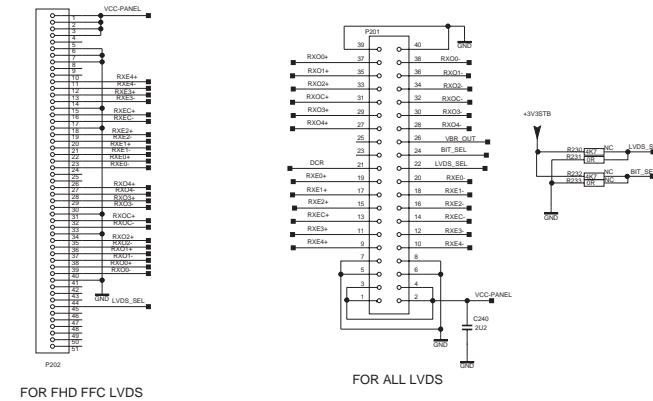 VCC-PANEL
1
2
3
4
5
6
7
8
9
10 RXE4+
11 RXE4-
12 RXE3+
13 RXE3-
14
15 RXEC+
16 RXEC-
17
18 RXE2+
19 RXE2-
20 RXE1+
21 RXE1-
22 RXE0+
23 RXE0-
24
25
26 RXO4+
27 RXO4-
28 RXO3+
29 RXO3-
30
31 RXOC+
32 RXOC-
33
34 RXO2+
35 RXO2-
36 RXO1+
37 RXO1-
38 RXO0+
39 RXO0-
40
41
42
43
44 LVDS_SEL
45
46
47
48
49
50
51
GND
P202
FOR FHD FFC LVDS
P201
39 40
GND
RXO0+ 37 38 RXO0-
RXO1+ 35 36 RXO1-
RXO2+ 33 34 RXO2-
RXOC+ 31 32 RXOC-
RXO3+ 29 30 RXO3-
RXO4+ 27 28 RXO4-
25 26 VBR_OUT
23 24 BIT_SEL
DCR 21 22 LVDS_SEL
RXE0+ 19 20 RXE0-
RXE1+ 17 18 RXE1-
RXE2+ 15 16 RXE2-
RXEC+ 13 14 RXEC-
RXE3+ 11 12 RXE3-
RXE4+ 9 10 RXE4-
7 8
5 6
3 4
1 2
VCC-PANEL
C240
2U2
GND
GND
FOR ALL LVDS
+3V3STB
R230 4K7 NC LVDS_S
R231 0R
R232 4K7 NC BIT_SE
R233 0R NC
GND